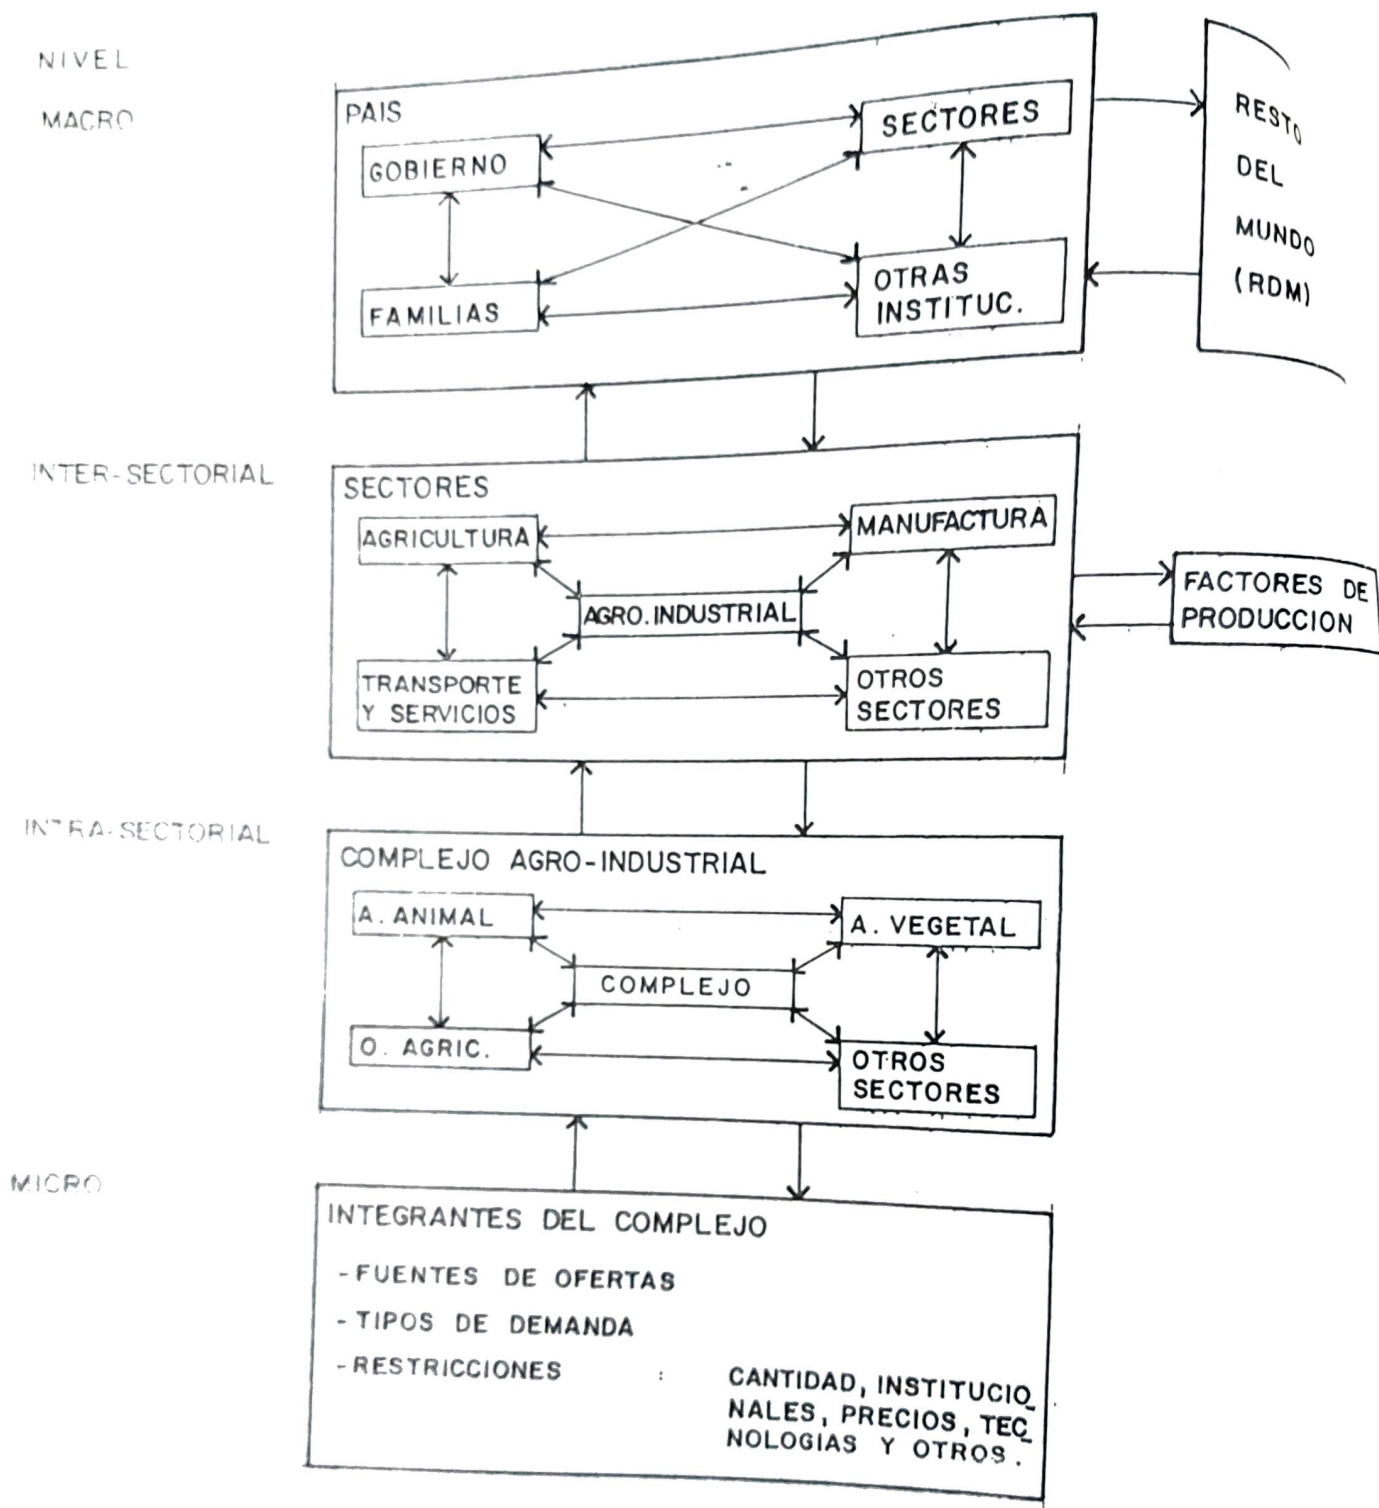 NIVEL
MACRO
PAIS
GOBIERNO
SECTORES
FAMILIAS
OTRAS
INSTITUC.
RESTO
DEL
MUNDO
(RDM)
INTER-SECTORIAL
SECTORES
AGRICULTURA
MANUFACTURA
AGRO.INDUSTRIAL
TRANSPORTE
Y SERVICIOS
OTROS
SECTORES
FACTORES DE
PRODUCCION
INTRA-SECTORIAL
COMPLEJO AGRO-INDUSTRIAL
A. ANIMAL
A. VEGETAL
COMPLEJO
O. AGRIC.
OTROS
SECTORES
MICRO
INTEGRANTES DEL COMPLEJO
-FUENTES DE OFERTAS
-TIPOS DE DEMANDA
-RESTRICCIONES : CANTIDAD, INSTITUCIO_
NALES, PRECIOS, TEC_
NOLOGIAS Y OTROS.